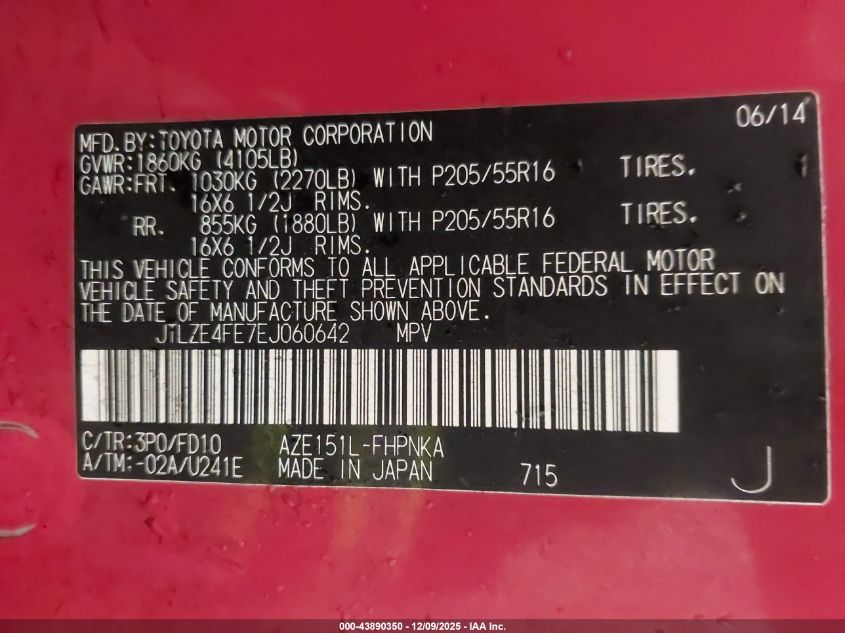 06/14
MFD. BY: TOYOTA MOTOR CORPORATION
GVWR: 1860KG (4105LB)
GAWR: FRT. 1030KG (2270LB) WITH P205/55R16 TIRES.
16X6 1/2J RIMS.
RR. 855KG (1880LB) WITH P205/55R16 TIRES.
16X6 1/2J RIMS.
THIS VEHICLE CONFORMS TO ALL APPLICABLE FEDERAL MOTOR
VEHICLE SAFETY AND THEFT PREVENTION STANDARDS IN EFFECT ON
THE DATE OF MANUFACTURE SHOWN ABOVE.
JTLZE4FE7EJ060642 MPV
C/TR: 3P0/FD10 AZE151L-FHPNKA
A/TM: -02A/U241E MADE IN JAPAN 715 J
000-43890350 - 12/09/2025 - IAA Inc.